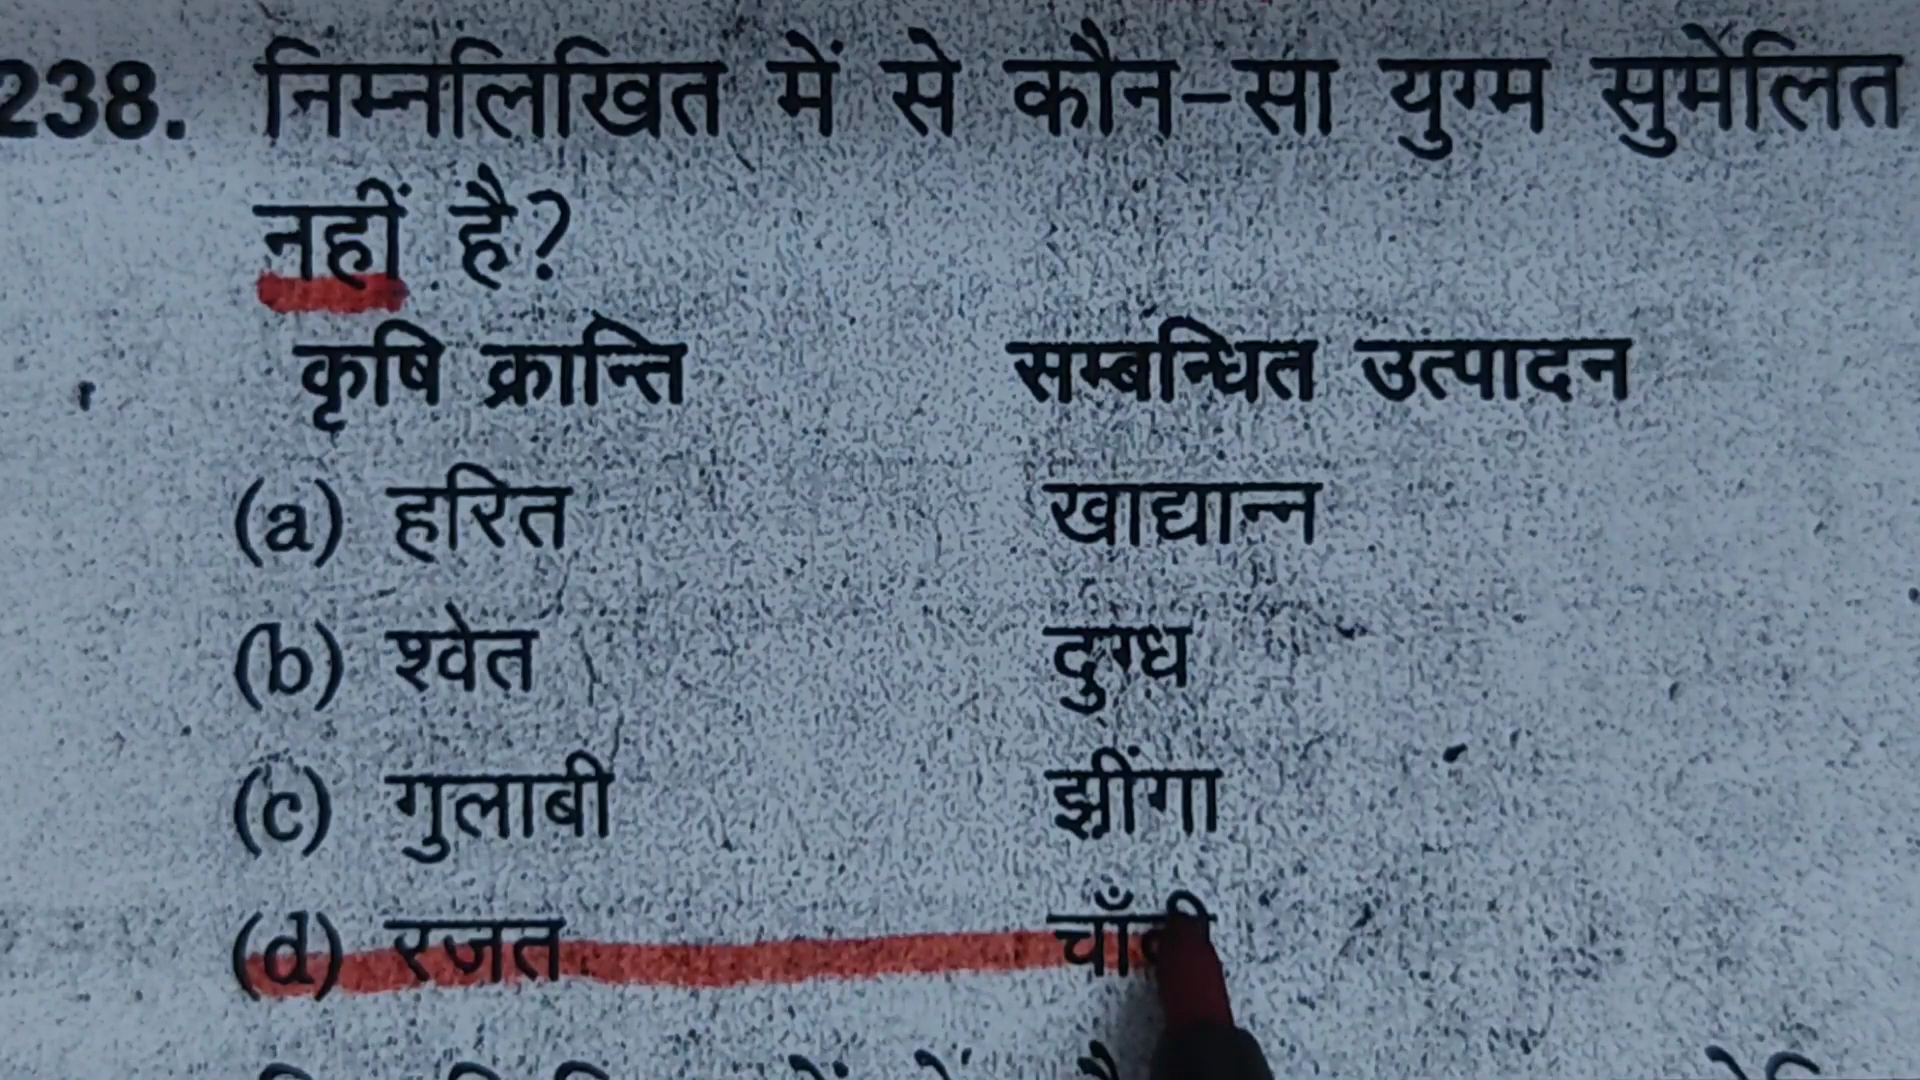 238. निम्नलिखित में से कौन-सा युग्म सुमेलित
नहीं है?
कृषि क्रान्ति सम्बन्धित उत्पादन
(a) हरित खाद्यान्न
(b) श्वेत दुग्ध
(c) गुलाबी झींगा
(d) रजत